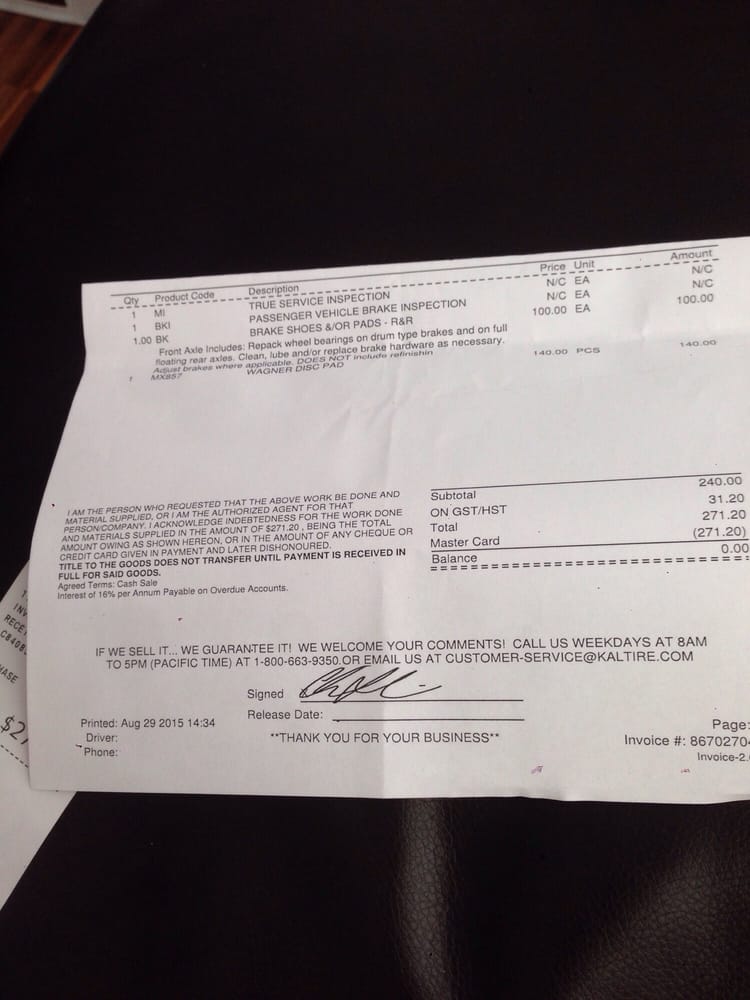 Qty Product Code Description Price Unit Amount
1 MI TRUE SERVICE INSPECTION N/C EA N/C
1 BKI PASSENGER VEHICLE BRAKE INSPECTION N/C EA N/C
1.00 BK BRAKE SHOES &/OR PADS - R&R 100.00 EA 100.00
Front Axle Includes: Repack wheel bearings on drum type brakes and on full
floating rear axles. Clean, lube and/or replace brake hardware as necessary.
Adjust brakes where applicable. DOES NOT include refinishin
1 MX857 WAGNER DISC PAD 140.00 PCS 140.00
I AM THE PERSON WHO REQUESTED THAT THE ABOVE WORK BE DONE AND
MATERIAL SUPPLIED, OR I AM THE AUTHORIZED AGENT FOR THAT
PERSON/COMPANY. I ACKNOWLEDGE INDEBTEDNESS FOR THE WORK DONE
AND MATERIALS SUPPLIED IN THE AMOUNT OF $271.20 , BEING THE TOTAL
AMOUNT OWING AS SHOWN HEREON, OR IN THE AMOUNT OF ANY CHEQUE OR
CREDIT CARD GIVEN IN PAYMENT AND LATER DISHONOURED.
TITLE TO THE GOODS DOES NOT TRANSFER UNTIL PAYMENT IS RECEIVED IN
FULL FOR SAID GOODS.
Agreed Terms: Cash Sale
Interest of 16% per Annum Payable on Overdue Accounts.
Subtotal 240.00
ON GST/HST 31.20
Total 271.20
Master Card (271.20)
Balance 0.00
IF WE SELL IT... WE GUARANTEE IT! WE WELCOME YOUR COMMENTS! CALL US WEEKDAYS AT 8AM
TO 5PM (PACIFIC TIME) AT 1-800-663-9350.OR EMAIL US AT CUSTOMER-SERVICE@KALTIRE.COM
Signed
Release Date:
Printed: Aug 29 2015 14:34
Driver:
Phone:
**THANK YOU FOR YOUR BUSINESS**
Page:
Invoice #: 8670270
Invoice-2.
INV
RECE
C8408
$2